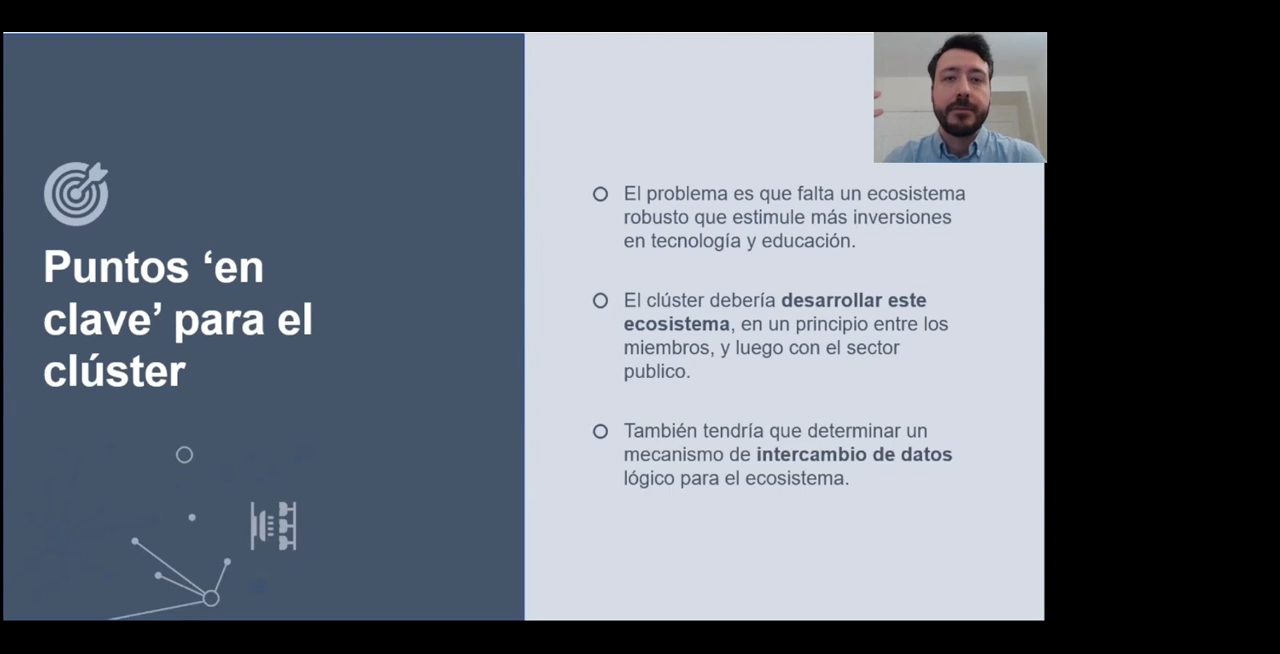 Puntos ‘en
clave’ para el
clúster
El problema es que falta un ecosistema
robusto que estimule más inversiones
en tecnología y educación.
El clúster debería desarrollar este
ecosistema, en un principio entre los
miembros, y luego con el sector
publico.
También tendría que determinar un
mecanismo de intercambio de datos
lógico para el ecosistema.